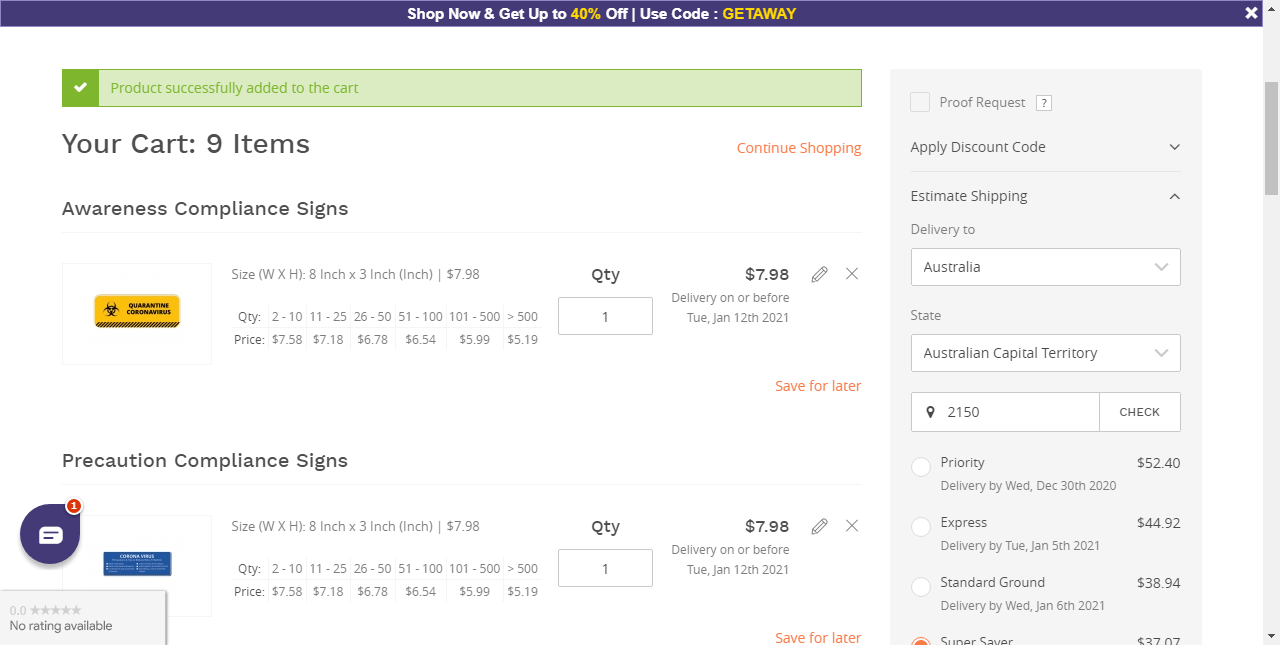 Shop Now & Get Up to 40% Off | Use Code : GETAWAY
Product successfully added to the cart
Your Cart: 9 Items
Continue Shopping
Awareness Compliance Signs
QUARANTINE
CORONAVIRUS
Size (W X H): 8 Inch x 3 Inch (Inch) | $7.98
Qty: 2 - 10 11 - 25 26 - 50 51 - 100 101 - 500 > 500
Price: $7.58 $7.18 $6.78 $6.54 $5.99 $5.19
Qty
1
$7.98
Delivery on or before
Tue, Jan 12th 2021
Save for later
Precaution Compliance Signs
CORONA VIRUS
Size (W X H): 8 Inch x 3 Inch (Inch) | $7.98
Qty: 2 - 10 11 - 25 26 - 50 51 - 100 101 - 500 > 500
Price: $7.58 $7.18 $6.78 $6.54 $5.99 $5.19
Qty
1
$7.98
Delivery on or before
Tue, Jan 12th 2021
Save for later
1
0.0
No rating available
Proof Request ?
Apply Discount Code
Estimate Shipping
Delivery to
Australia
State
Australian Capital Territory
2150 CHECK
Priority $52.40
Delivery by Wed, Dec 30th 2020
Express $44.92
Delivery by Tue, Jan 5th 2021
Standard Ground $38.94
Delivery by Wed, Jan 6th 2021
Super Saver $37.07